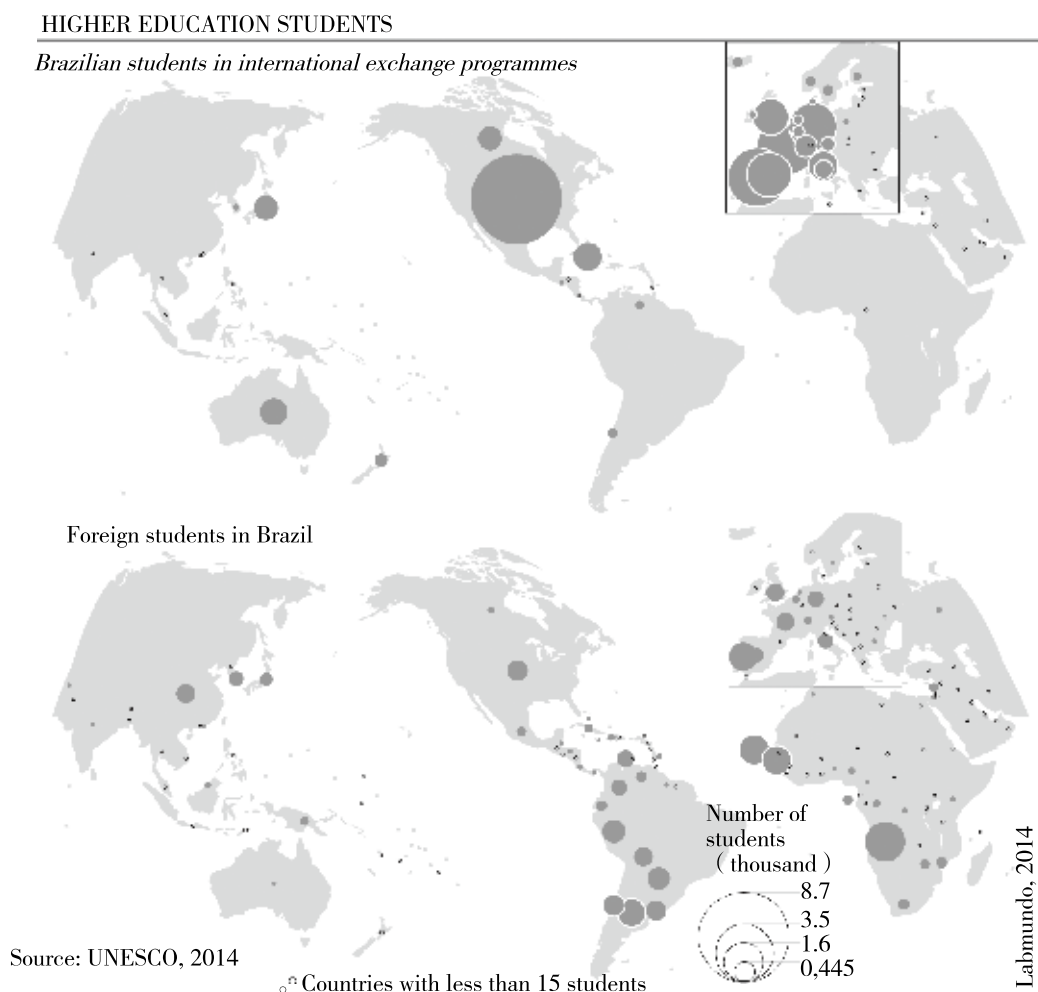 HIGHER EDUCATION STUDENTS
Brazilian students in international exchange programmes
Foreign students in Brazil
Number of
students
( thousand )
8.7
3.5
1.6
0,445
Labmundo, 2014
Source: UNESCO, 2014
Countries with less than 15 students